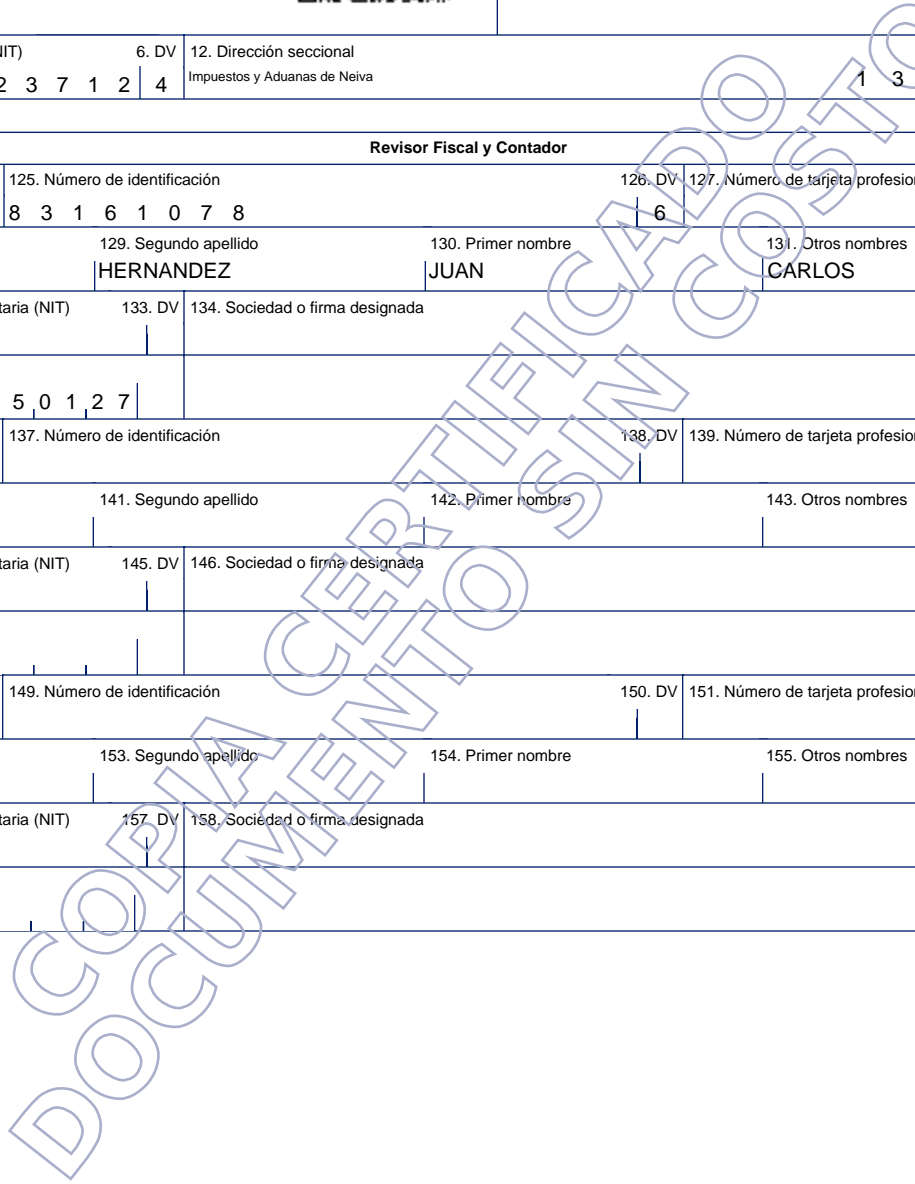 NIT) 6. DV 12. Dirección seccional
2 3 7 1 2 4 Impuestos y Aduanas de Neiva 1 3
Revisor Fiscal y Contador
125. Número de identificación 126. DV 127. Número de tarjeta profesion
8 3 1 6 1 0 7 8 6
129. Segundo apellido 130. Primer nombre 131. Otros nombres
HERNANDEZ JUAN CARLOS
taria (NIT) 133. DV 134. Sociedad o firma designada
5 0 1 2 7
137. Número de identificación 138. DV 139. Número de tarjeta profesion
141. Segundo apellido 142. Primer nombre 143. Otros nombres
taria (NIT) 145. DV 146. Sociedad o firma designada
149. Número de identificación 150. DV 151. Número de tarjeta profesion
153. Segundo apellido 154. Primer nombre 155. Otros nombres
taria (NIT) 157. DV 158. Sociedad o firma designada
COPIA CERTIFICADO
DOCUMENTO SIN COSTO